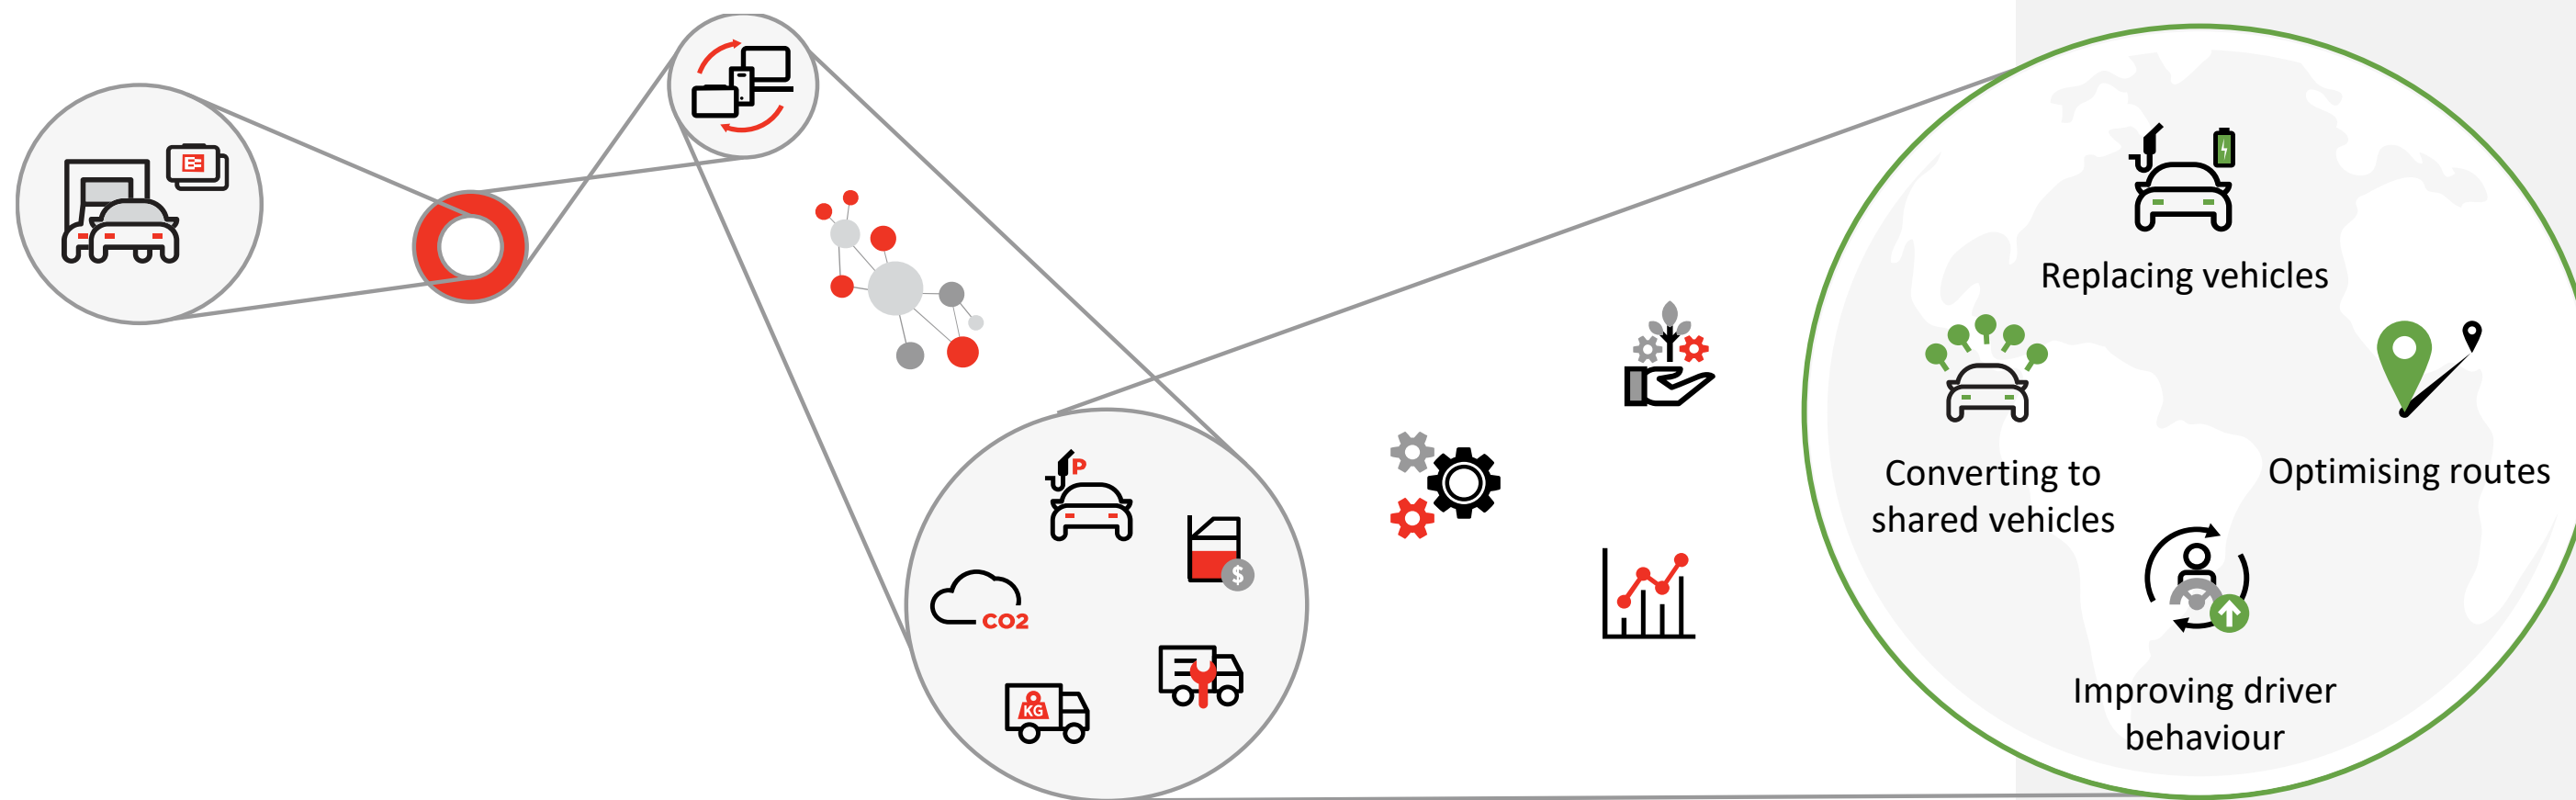 P
$
CO2
KG
Replacing vehicles
Converting to
shared vehicles
Optimising routes
Improving driver
behaviour